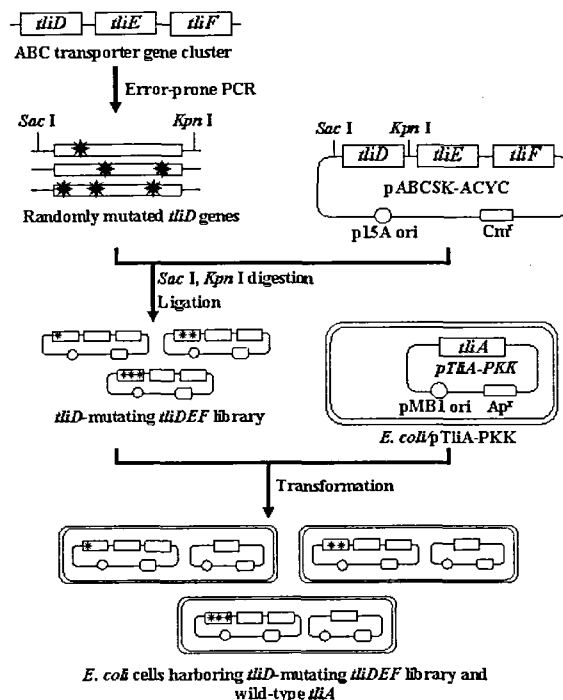 tliD tliE tliF
ABC transporter gene cluster
Error-prone PCR
Sac I Kpn I
Randomly mutated tliD genes
Sac I Kpn I
tliD tliE tliF
pABCSK-ACYC
p15A ori Cmʳ
Sac I, Kpn I digestion
Ligation
tliD-mutating tliDEF library
tliA
pTliA-PKK
pMB1 ori Apʳ
E. coli/pTliA-PKK
Transformation
E. coli cells harboring tliD-mutating tliDEF library and
wild-type tliA